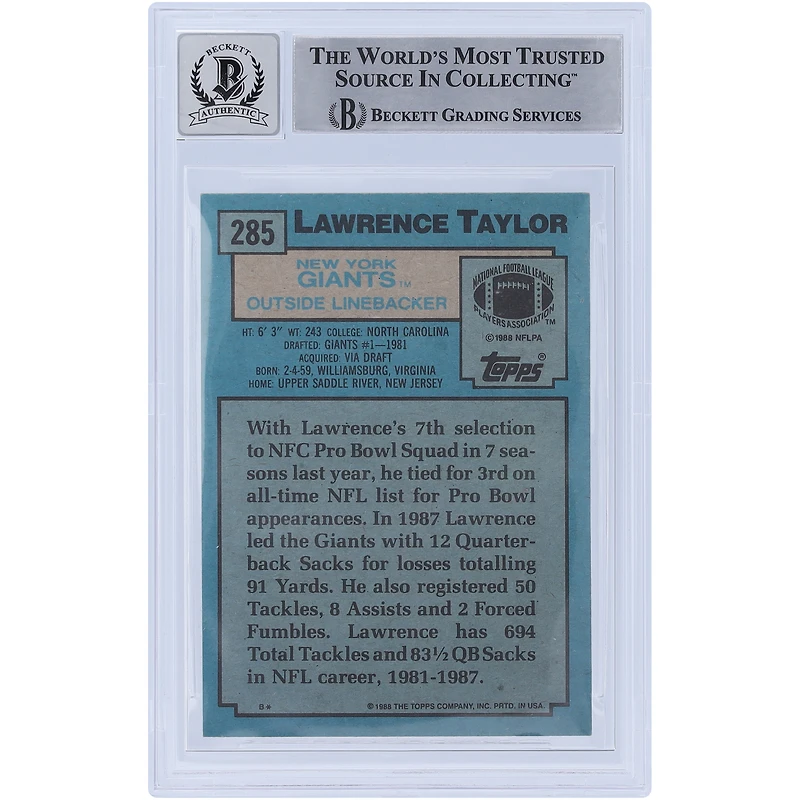 BECKETT
B
AUTHENTIC
THE WORLD'S MOST TRUSTED
SOURCE IN COLLECTING™
B BECKETT GRADING SERVICES
285 LAWRENCE TAYLOR
NEW YORK
GIANTS™
OUTSIDE LINEBACKER
NATIONAL FOOTBALL LEAGUE
PLAYERS ASSOCIATION™
©1988 NFLPA
topps®
HT: 6' 3" WT: 243 COLLEGE: NORTH CAROLINA
DRAFTED: GIANTS #1—1981
ACQUIRED: VIA DRAFT
BORN: 2-4-59, WILLIAMSBURG, VIRGINIA
HOME: UPPER SADDLE RIVER, NEW JERSEY
With Lawrence's 7th selection
to NFC Pro Bowl Squad in 7 sea-
sons last year, he tied for 3rd on
all-time NFL list for Pro Bowl
appearances. In 1987 Lawrence
led the Giants with 12 Quarter-
back Sacks for losses totalling
91 Yards. He also registered 50
Tackles, 8 Assists and 2 Forced
Fumbles. Lawrence has 694
Total Tackles and 83½ QB Sacks
in NFL career, 1981-1987.
B* ©1988 THE TOPPS COMPANY, INC. PRTD. IN USA.